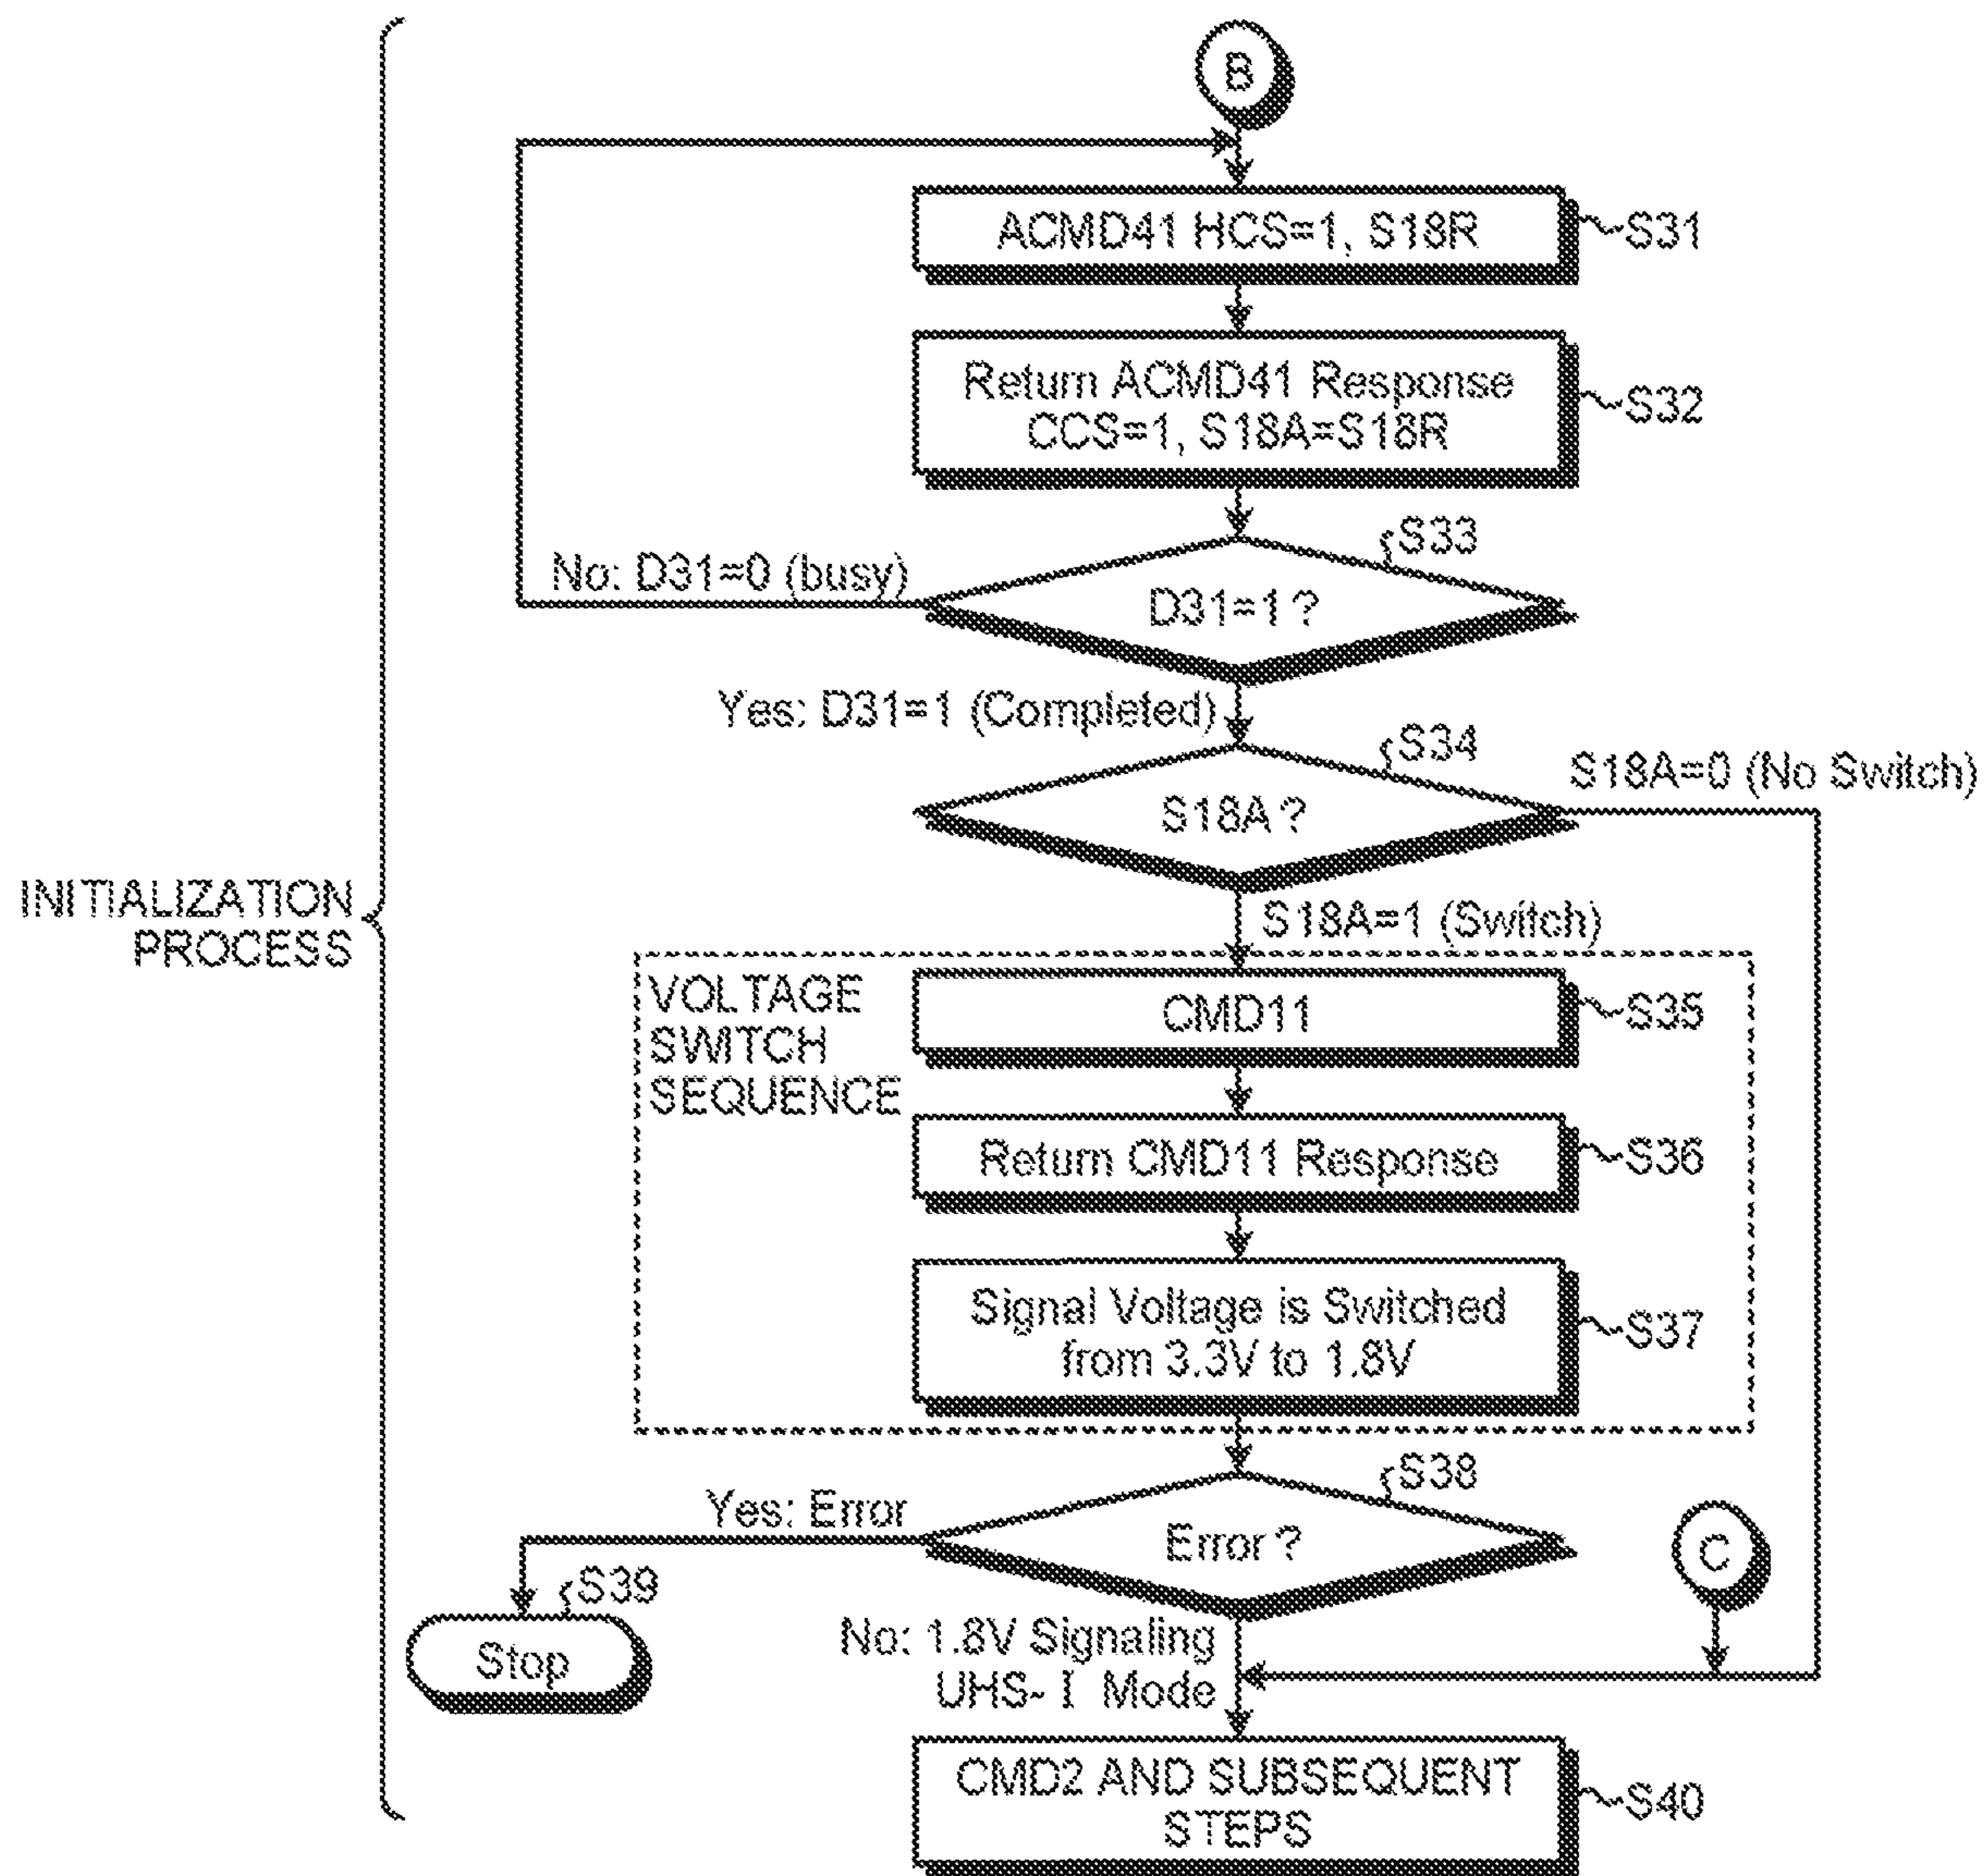 B
ACMD41 HCS=1, S18R
S31
Return ACMD41 Response
CCS=1, S18A=S18R
S32
S33
No: D31=0 (busy)
D31=1 ?
Yes: D31=1 (Completed)
S34
S18A=0 (No Switch)
S18A ?
INITIALIZATION
PROCESS
S18A=1 (Switch)
VOLTAGE
SWITCH
SEQUENCE
CMD11
S35
Return CMD11 Response
S36
Signal Voltage is Switched
from 3.3V to 1.8V
S37
S38
Yes: Error
Error ?
C
S39
Stop
No: 1.8V Signaling
UHS-I Mode
CMD2 AND SUBSEQUENT
STEPS
S40